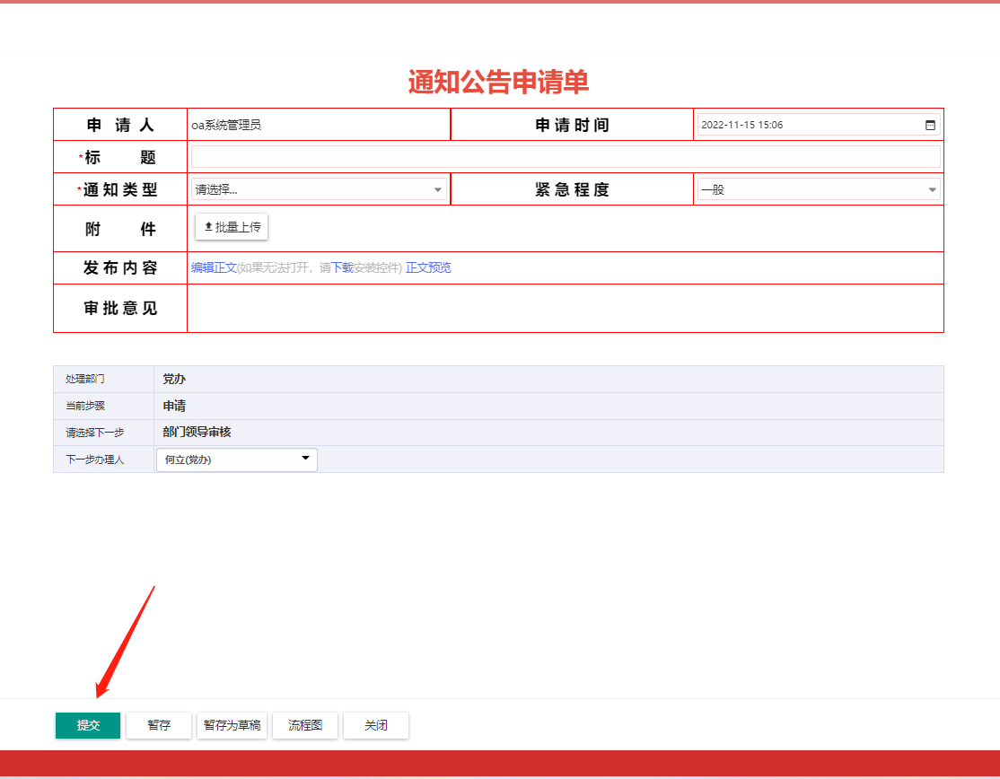 通知公告申请单
申 请 人 oa系统管理员 申 请 时 间 2022-11-15 15:06
*标 题
*通 知 类 型 请选择... 紧 急 程 度 一般
附 件 批量上传
发 布 内 容 编辑正文(如果无法打开，请下载安装控件) 正文预览
审 批 意 见
处理部门 党办
当前步骤 申请
请选择下一步 部门领导审核
下一步办理人 何立(党办)
提交 暂存 暂存为草稿 流程图 关闭